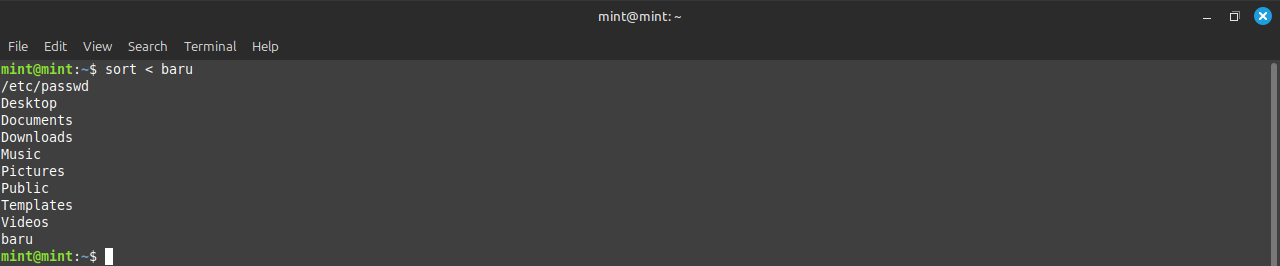 mint@mint: ~
File Edit View Search Terminal Help
mint@mint:~$ sort < baru
/etc/passwd
Desktop
Documents
Downloads
Music
Pictures
Public
Templates
Videos
baru
mint@mint:~$